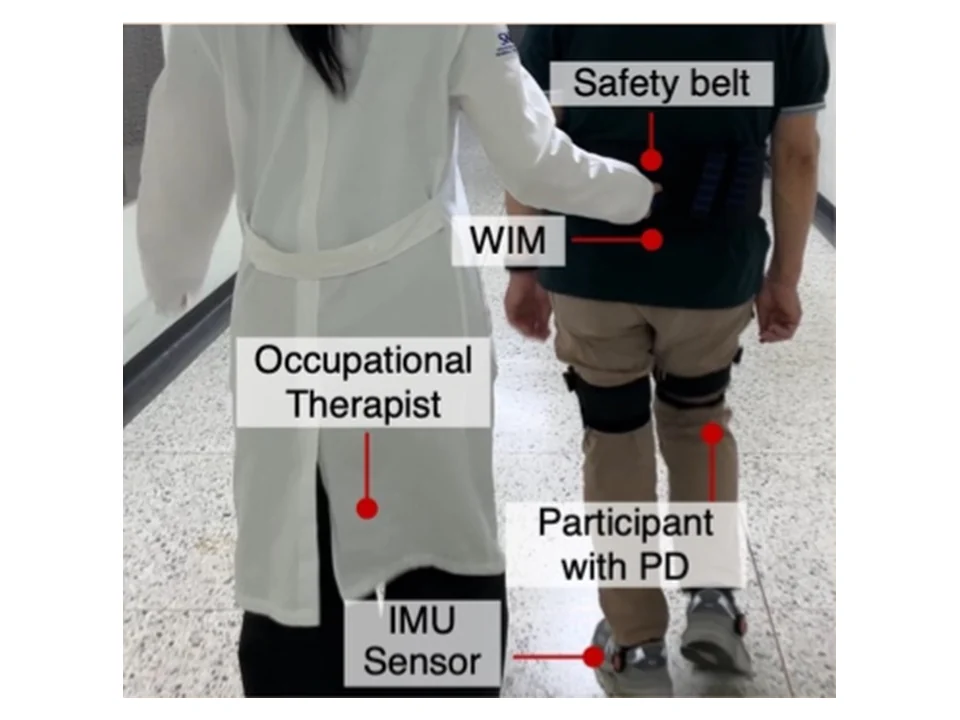 Safety belt
WIM
Occupational
Therapist
Participant
with PD
IMU
Sensor